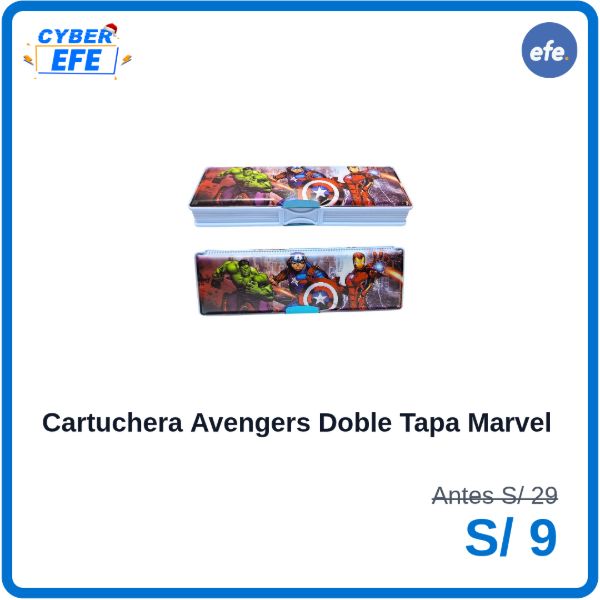 CYBER
EFE
efe.
Cartuchera Avengers Doble Tapa Marvel
Antes S/ 29
S/ 9